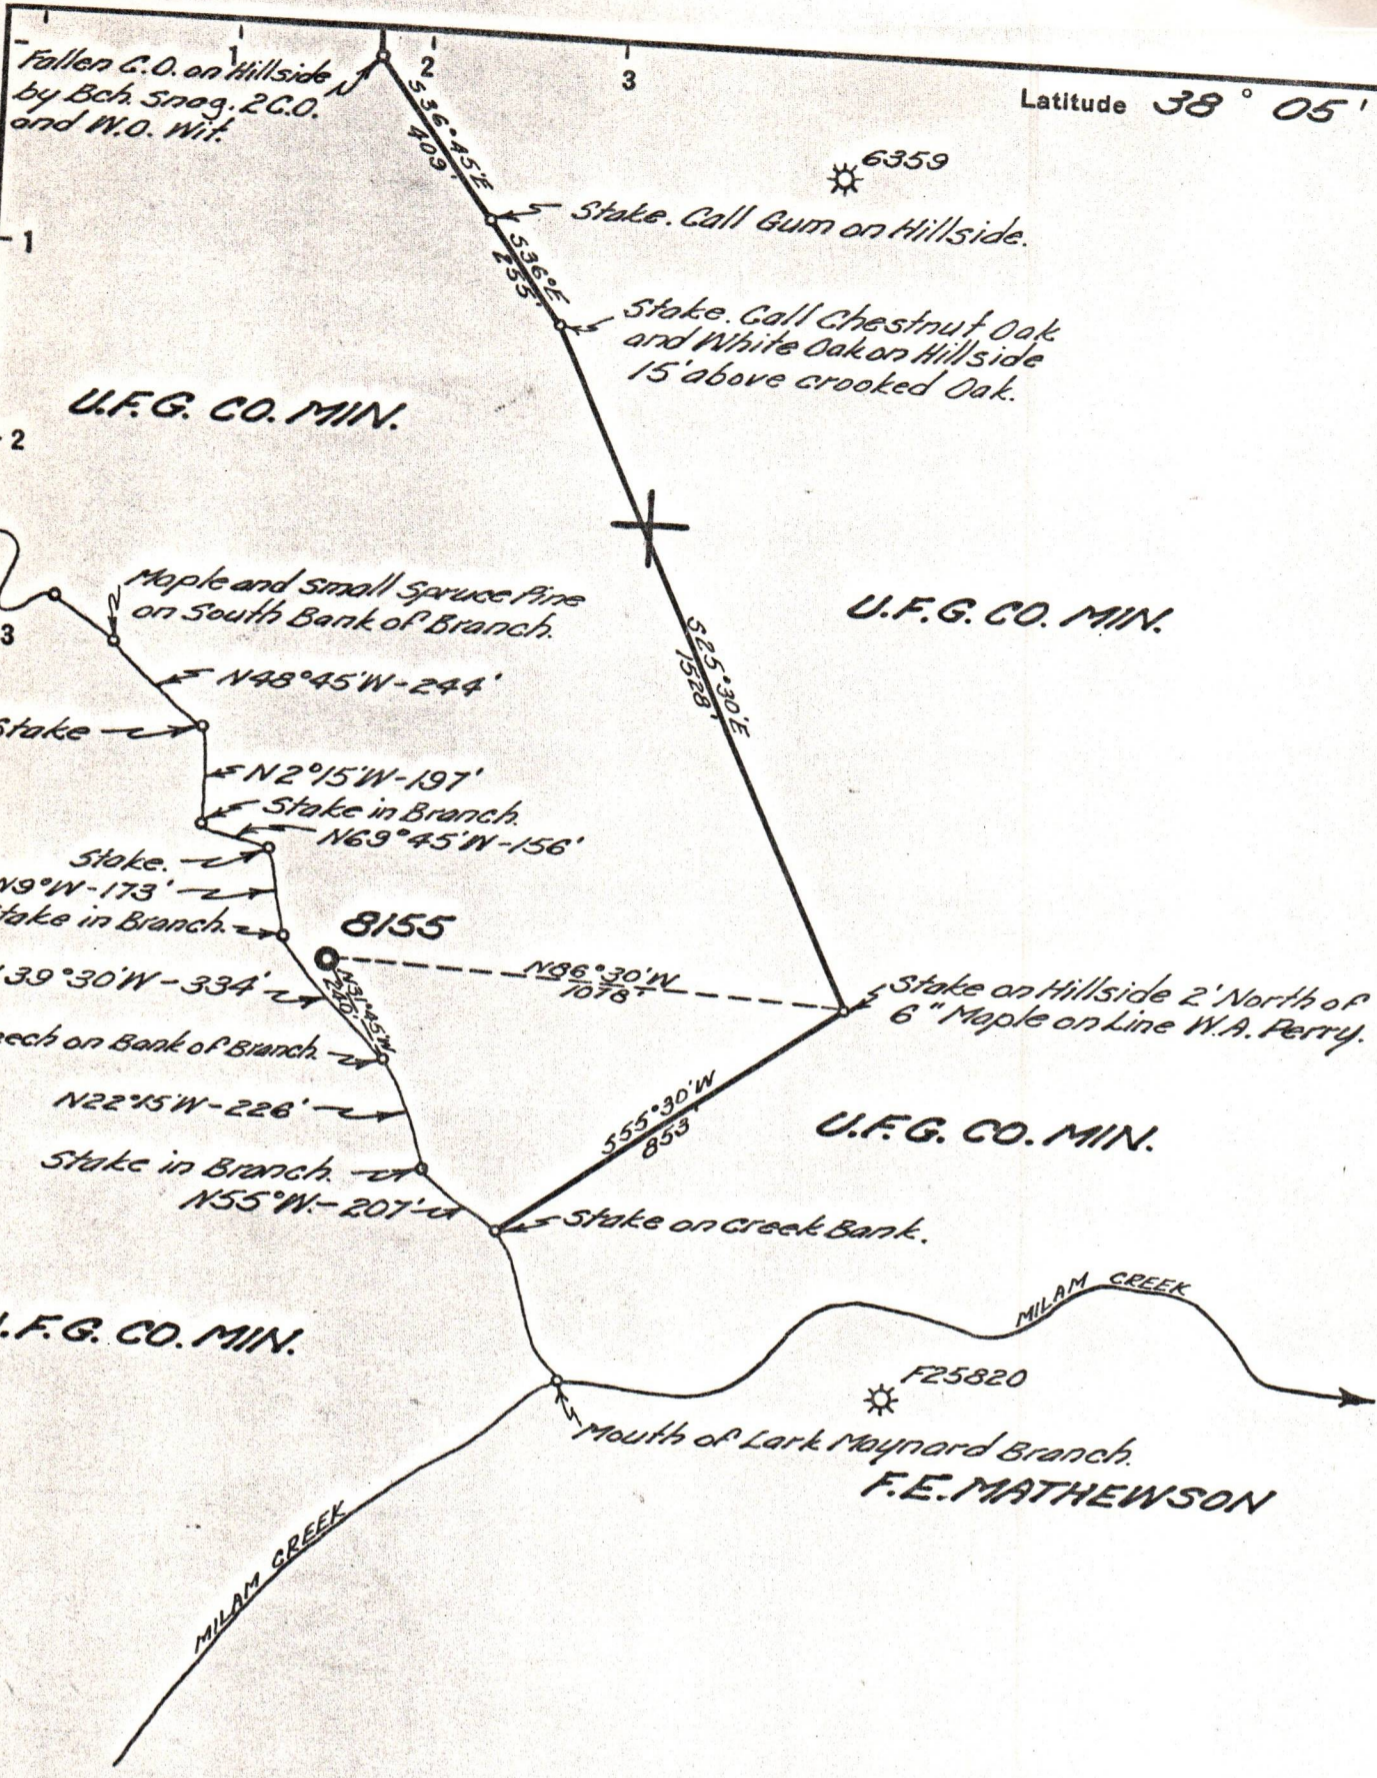 1
2
3
Latitude 38° 05'
Fallen C.O. on Hillside
by Bch. Snag. 2 C.O.
and W.O. Wit.
S36°45'E
409'
6359
Stake. Call Gum on Hillside.
1
S36°E
255'
Stake. Call Chestnut Oak
and White Oak on Hillside
15' above crooked Oak.
U.F.G. CO. MIN.
2
Maple and Small Spruce Pine
on South Bank of Branch.
U.F.G. CO. MIN.
3
S25°30'E
1528'
N48°45'W-244'
Stake
N2°15'W-197'
Stake in Branch.
N69°45'W-156'
Stake.
N9°W-173'
Stake in Branch.
8155
39°30'W-334'
N31°45'W
N86°30'W
1078'
Stake on Hillside 2' North of
6" Maple on Line W.A. Perry.
eech on Bank of Branch.
N22°15'W-226'
S55°30'W
853'
U.F.G. CO. MIN.
Stake in Branch.
N55°W.-207'
Stake on Creek Bank.
.F.G. CO. MIN.
MILAM CREEK
F25820
Mouth of Lark Maynard Branch.
F.E. MATHEWSON
MILAM CREEK